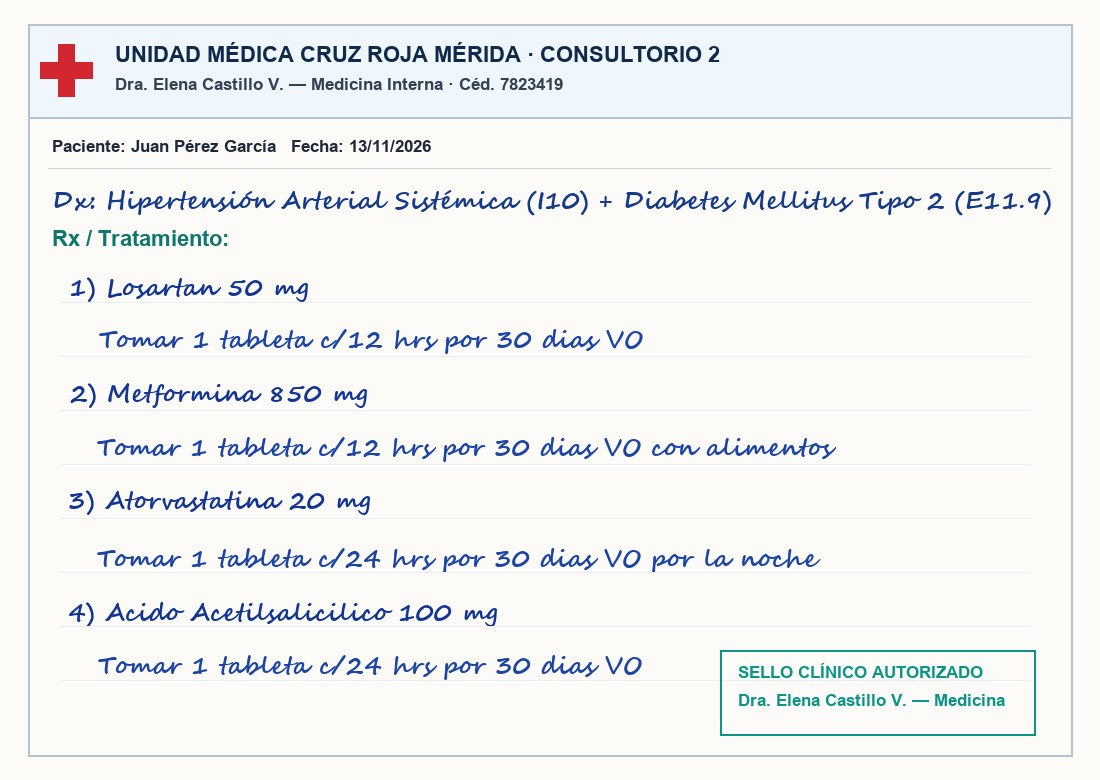 UNIDAD MÉDICA CRUZ ROJA MÉRIDA · CONSULTORIO 2
Dra. Elena Castillo V. — Medicina Interna · Céd. 7823419
Paciente: Juan Pérez García Fecha: 13/11/2026
Dx: Hipertensión Arterial Sistémica (I10) + Diabetes Mellitus Tipo 2 (E11.9)
Rx / Tratamiento:
1) Losartan 50 mg
Tomar 1 tableta c/12 hrs por 30 dias VO
2) Metformina 850 mg
Tomar 1 tableta c/12 hrs por 30 dias VO con alimentos
3) Atorvastatina 20 mg
Tomar 1 tableta c/24 hrs por 30 dias VO por la noche
4) Acido Acetilsalicilico 100 mg
Tomar 1 tableta c/24 hrs por 30 dias VO
SELLO CLÍNICO AUTORIZADO
Dra. Elena Castillo V. — Medicina